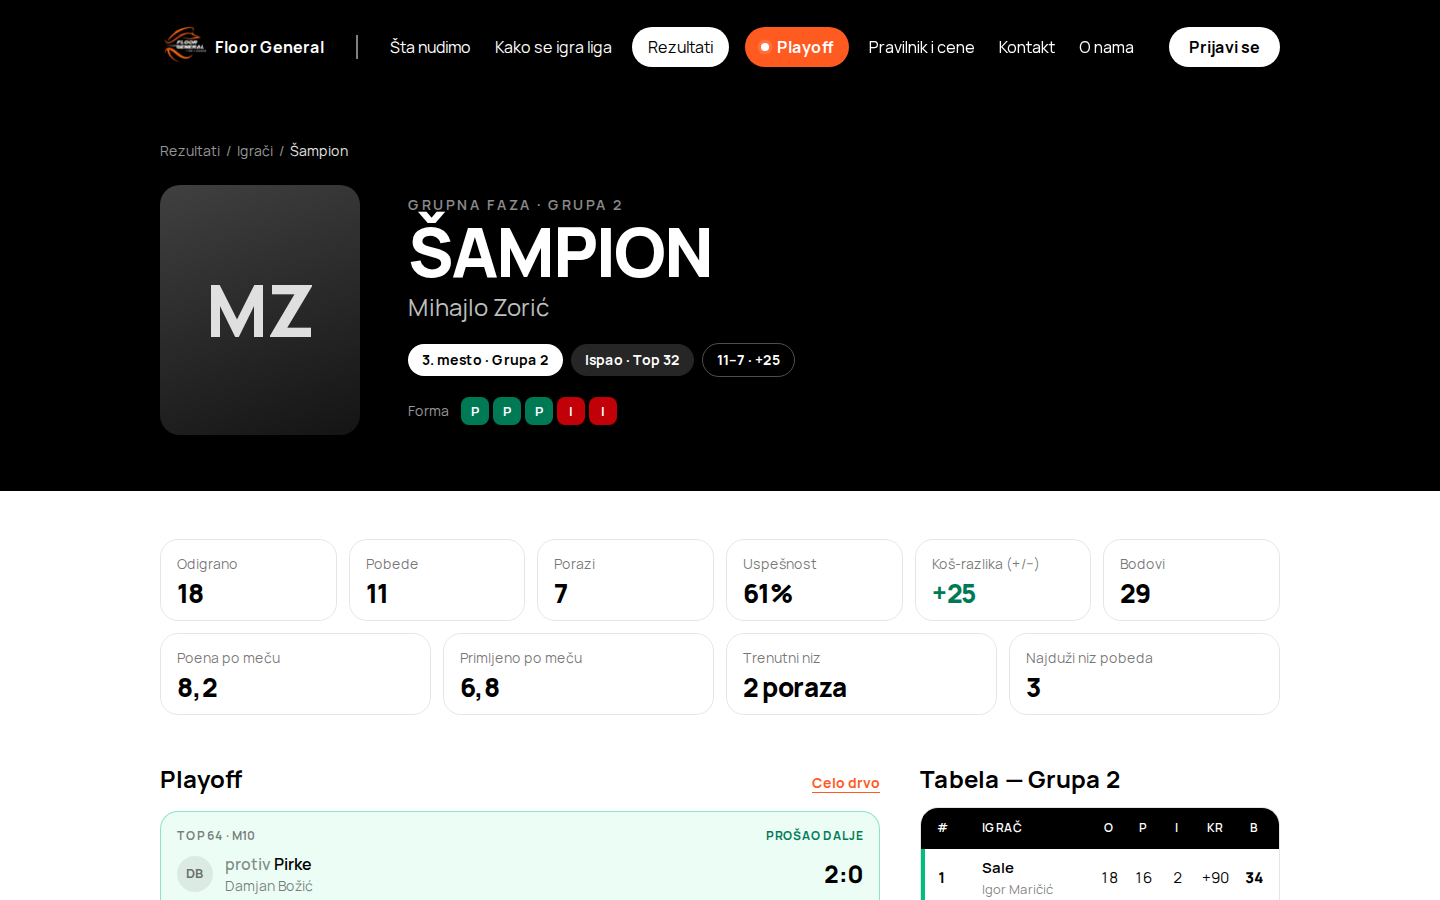 FLOOR GENERAL
Floor General
Šta nudimo
Kako se igra liga
Rezultati
Playoff
Pravilnik i cene
Kontakt
O nama
Prijavi se
Rezultati / Igrači / Šampion
MZ
GRUPNA FAZA · GRUPA 2
ŠAMPION
Mihajlo Zorić
3. mesto · Grupa 2
Ispao · Top 32
11–7 · +25
Forma P P P I I
Odigrano
18
Pobede
11
Porazi
7
Uspešnost
61%
Koš-razlika (+/−)
+25
Bodovi
29
Poena po meču
8,2
Primljeno po meču
6,8
Trenutni niz
2 poraza
Najduži niz pobeda
3
Playoff
Celo drvo
TOP 64 · M10
PROŠAO DALJE
DB
protiv Pirke
Damjan Božić
2:0
Tabela — Grupa 2
# IGRAČ O P I KR B
1 Sale 18 16 2 +90 34
Igor Maričić